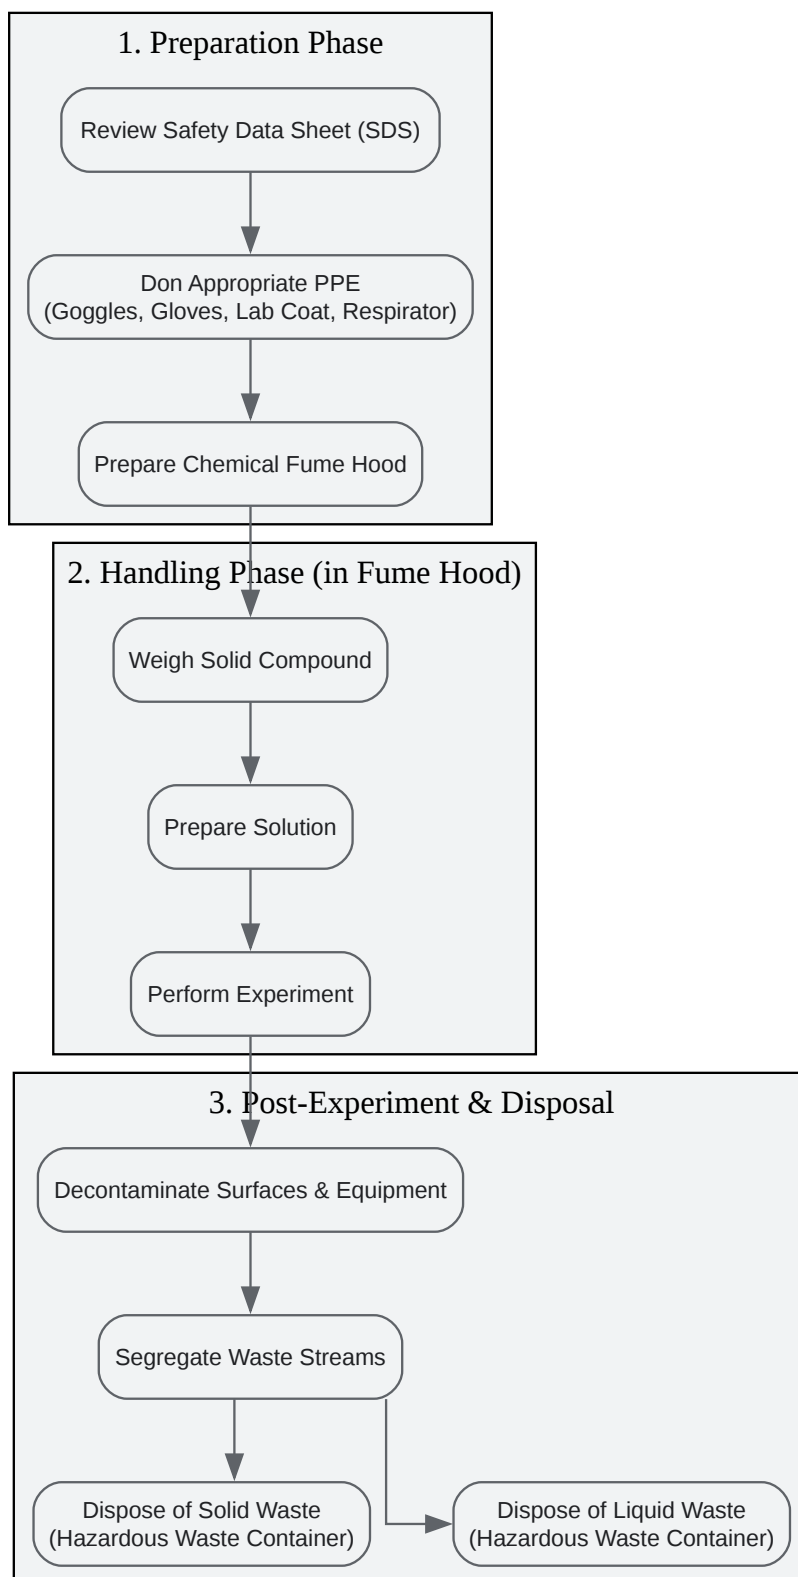 1. Preparation Phase
Review Safety Data Sheet (SDS)
Don Appropriate PPE
(Goggles, Gloves, Lab Coat, Respirator)
Prepare Chemical Fume Hood
2. Handling Phase (in Fume Hood)
Weigh Solid Compound
Prepare Solution
Perform Experiment
3. Post-Experiment & Disposal
Decontaminate Surfaces & Equipment
Segregate Waste Streams
Dispose of Solid Waste
(Hazardous Waste Container)
Dispose of Liquid Waste
(Hazardous Waste Container)